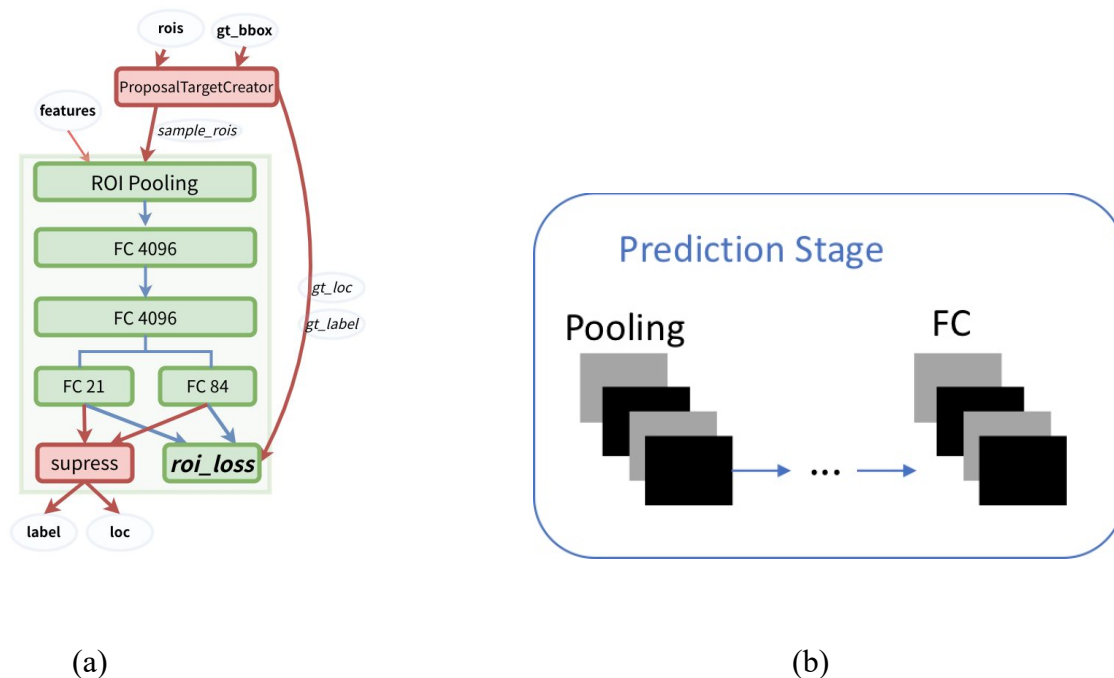 rois
gt_bbox
ProposalTargetCreator
features
sample_rois
ROI Pooling
FC 4096
FC 4096
gt_loc
gt_label
FC 21
FC 84
supress
roi_loss
label
loc
(a)
Prediction Stage
Pooling
FC
...
(b)